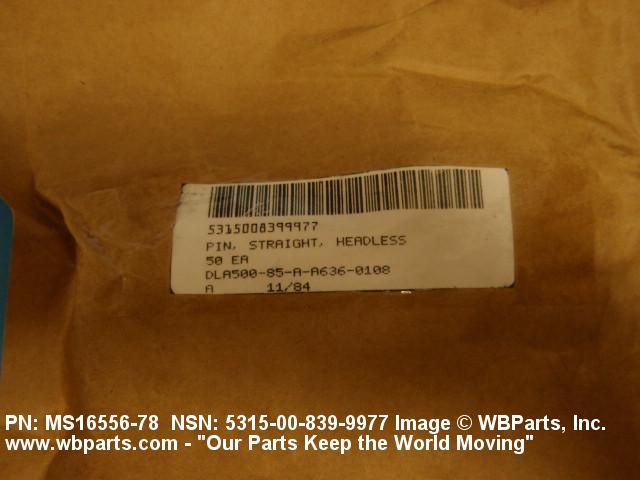 5315008399977
PIN, STRAIGHT, HEADLESS
50 EA
DLA500-85-A-A636-0108
A 11/84
PN: MS16556-78 NSN: 5315-00-839-9977 Image © WBParts, Inc.
www.wbparts.com - "Our Parts Keep the World Moving"